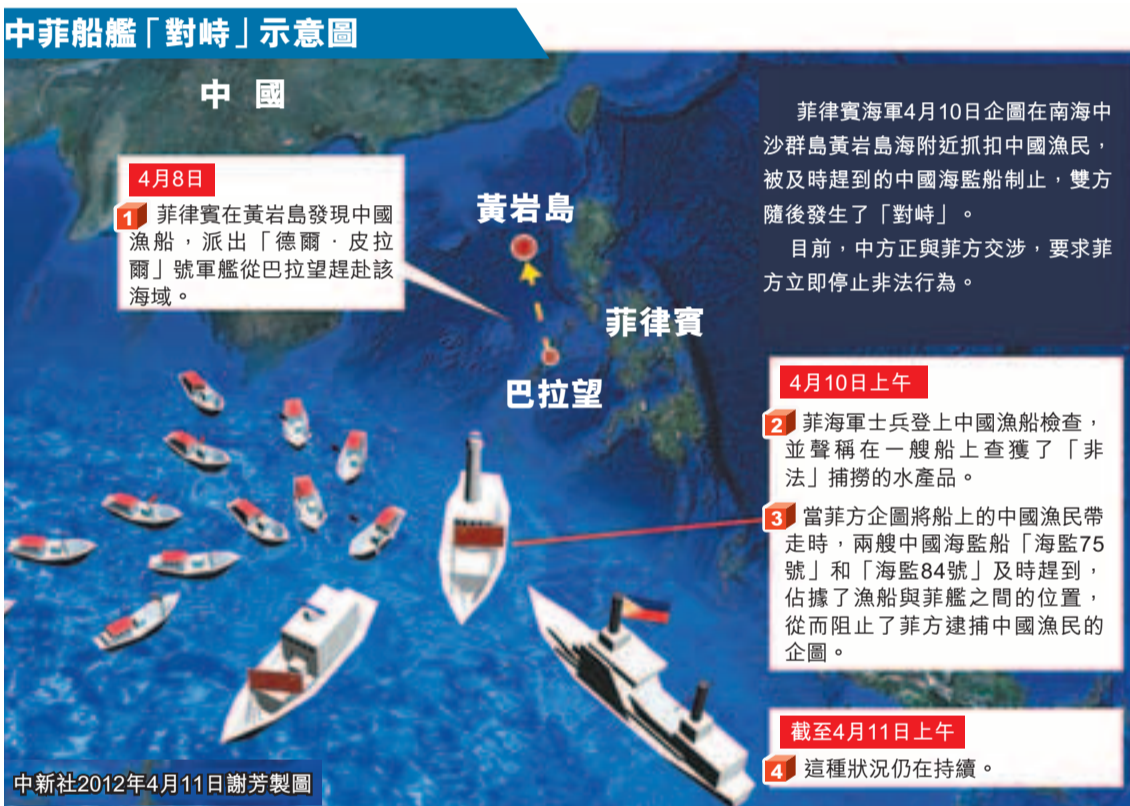 中菲船艦「對峙」示意圖
中國
菲律賓海軍4月10日企圖在南海中
沙群島黃岩島海附近抓扣中國漁民，
被及時趕到的中國海監船制止，雙方
隨後發生了「對峙」。
目前，中方正與菲方交涉，要求菲
方立即停止非法行為。
4月8日
1 菲律賓在黃岩島發現中國
漁船，派出「德爾．皮拉
爾」號軍艦從巴拉望趕赴該
海域。
黃岩島
菲律賓
巴拉望
4月10日上午
2 菲海軍士兵登上中國漁船檢查，
並聲稱在一艘船上查獲了「非
法」捕撈的水產品。
3 當菲方企圖將船上的中國漁民帶
走時，兩艘中國海監船「海監75
號」和「海監84號」及時趕到，
佔據了漁船與菲艦之間的位置，
從而阻止了菲方逮捕中國漁民的
企圖。
截至4月11日上午
4 這種狀況仍在持續。
中新社2012年4月11日謝芳製圖